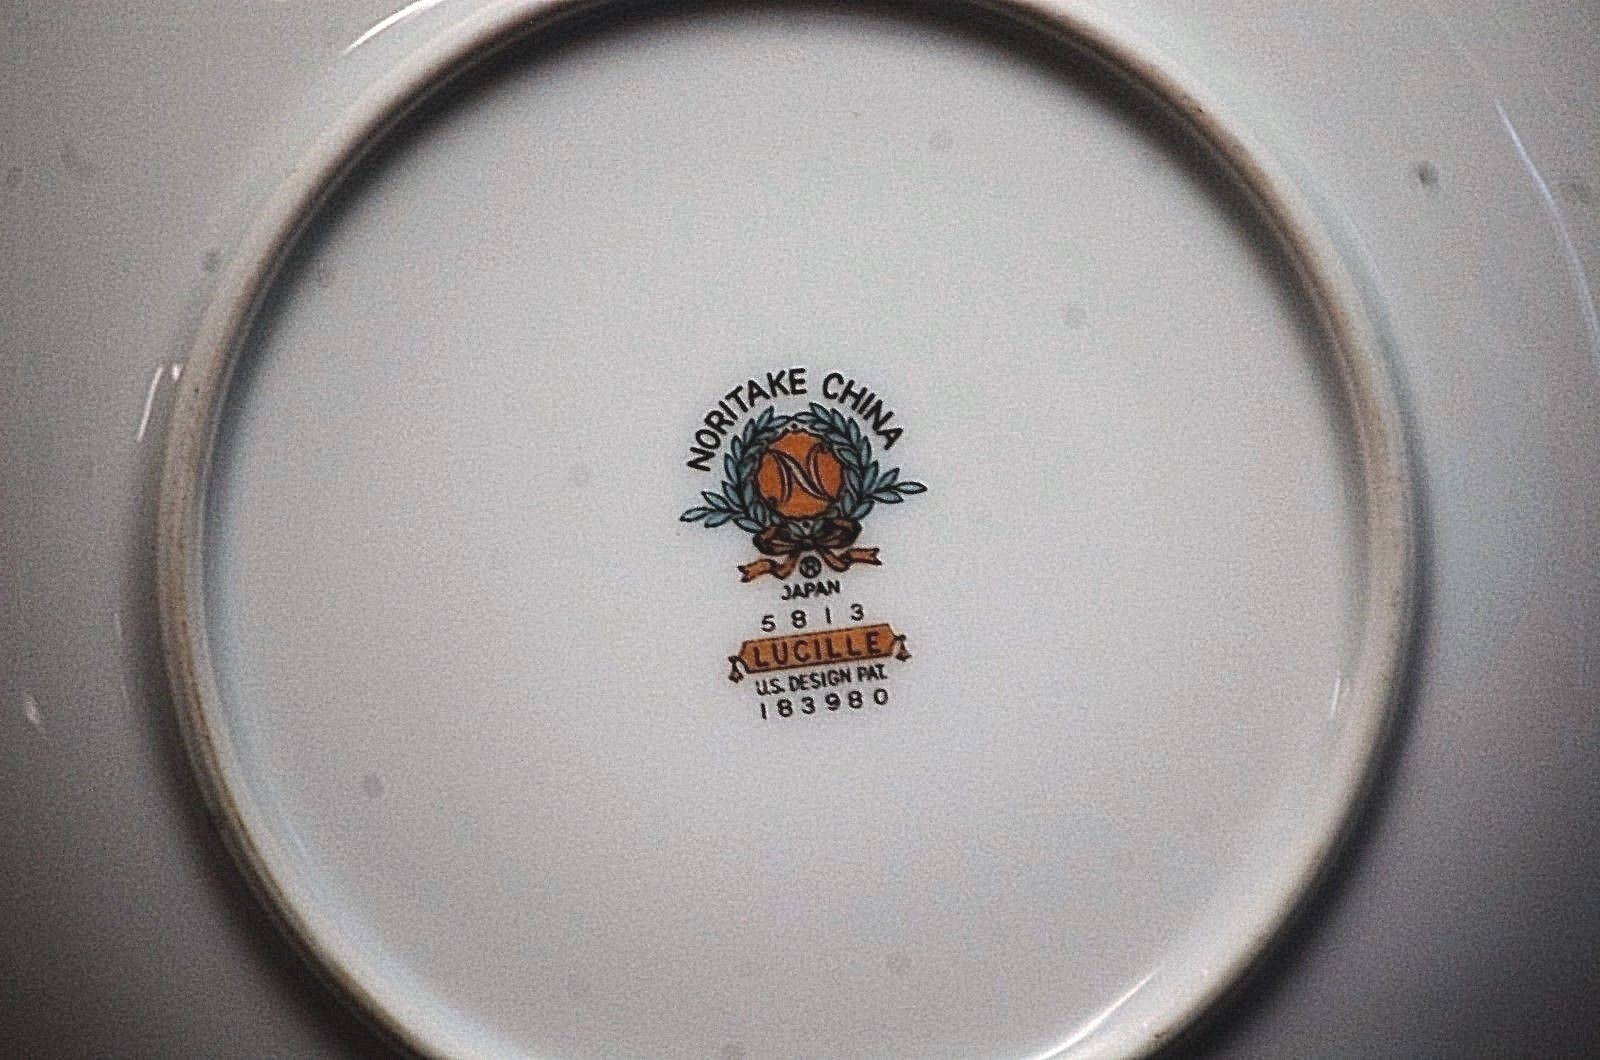 NORITAKE CHINA
N
®
JAPAN
5813
LUCILLE
U.S. DESIGN PAT.
183980